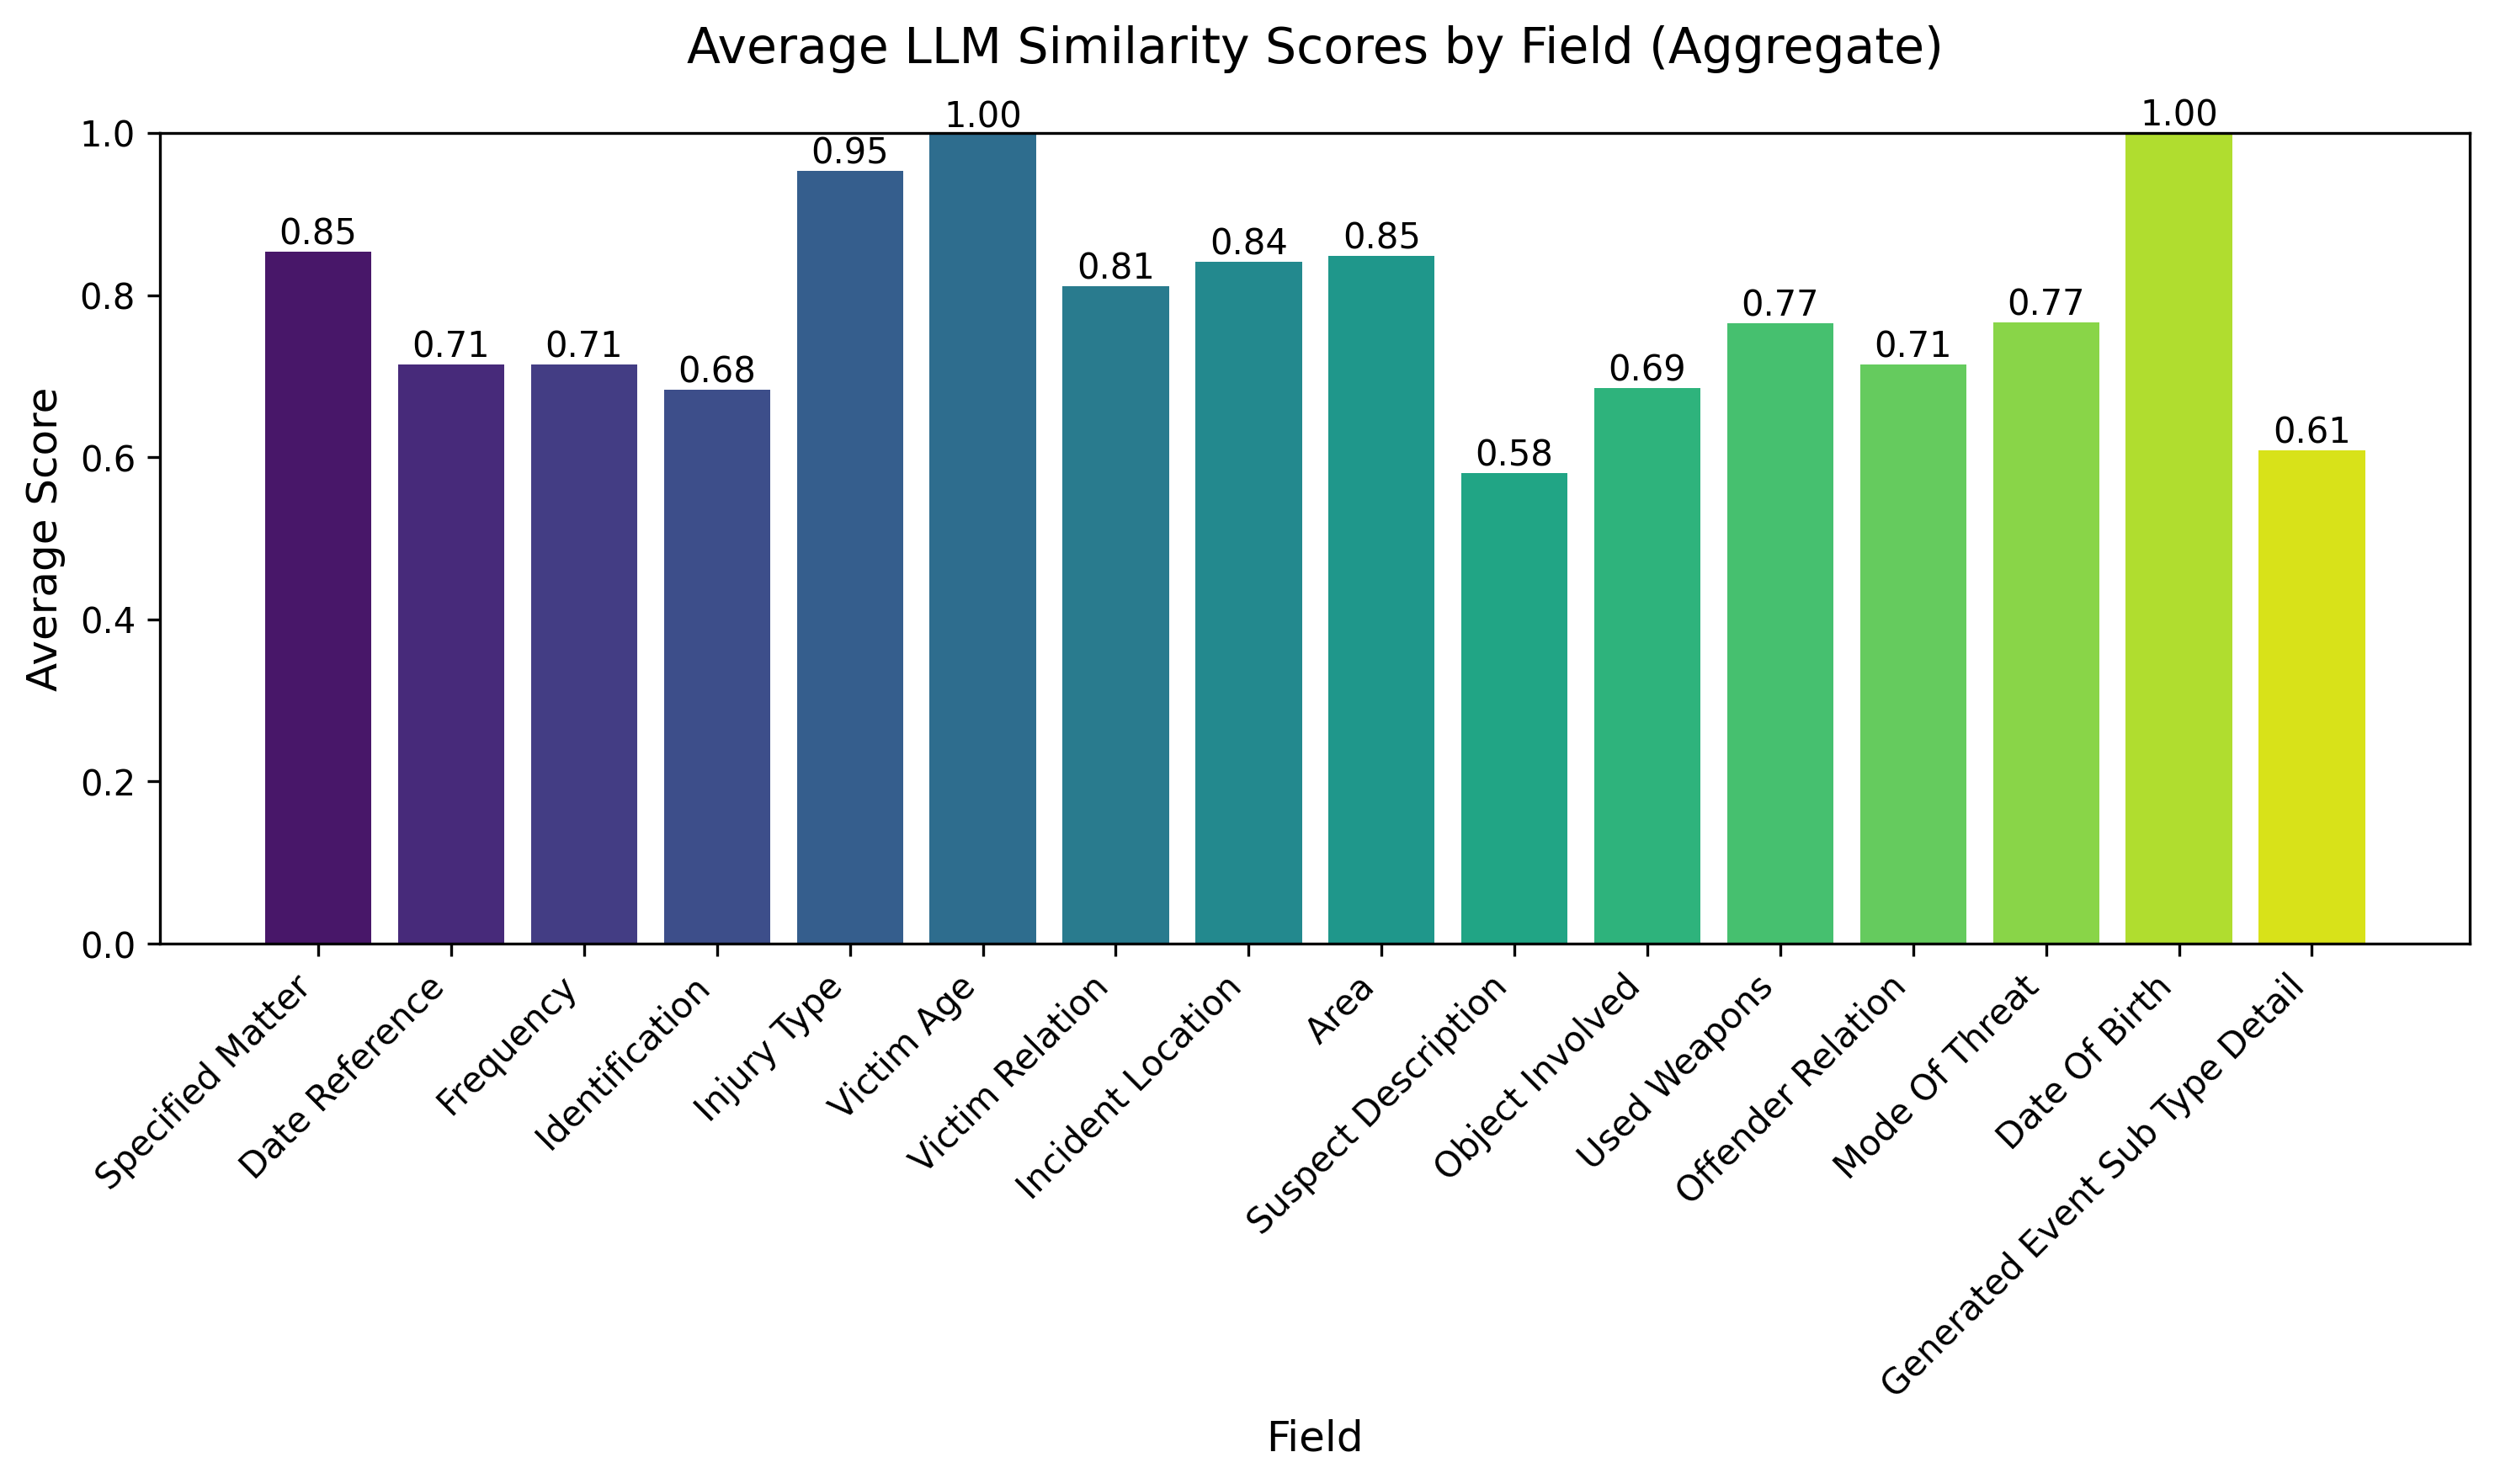 Average LLM Similarity Scores by Field (Aggregate)
Average Score
1.0
0.8
0.6
0.4
0.2
0.0
0.85
0.71
0.71
0.68
0.95
1.00
0.81
0.84
0.85
0.58
0.69
0.77
0.71
0.77
1.00
0.61
Specified Matter
Date Reference
Frequency
Identification
Injury Type
Victim Age
Victim Relation
Incident Location
Area
Suspect Description
Object Involved
Used Weapons
Offender Relation
Mode Of Threat
Date Of Birth
Generated Event Sub Type Detail
Field